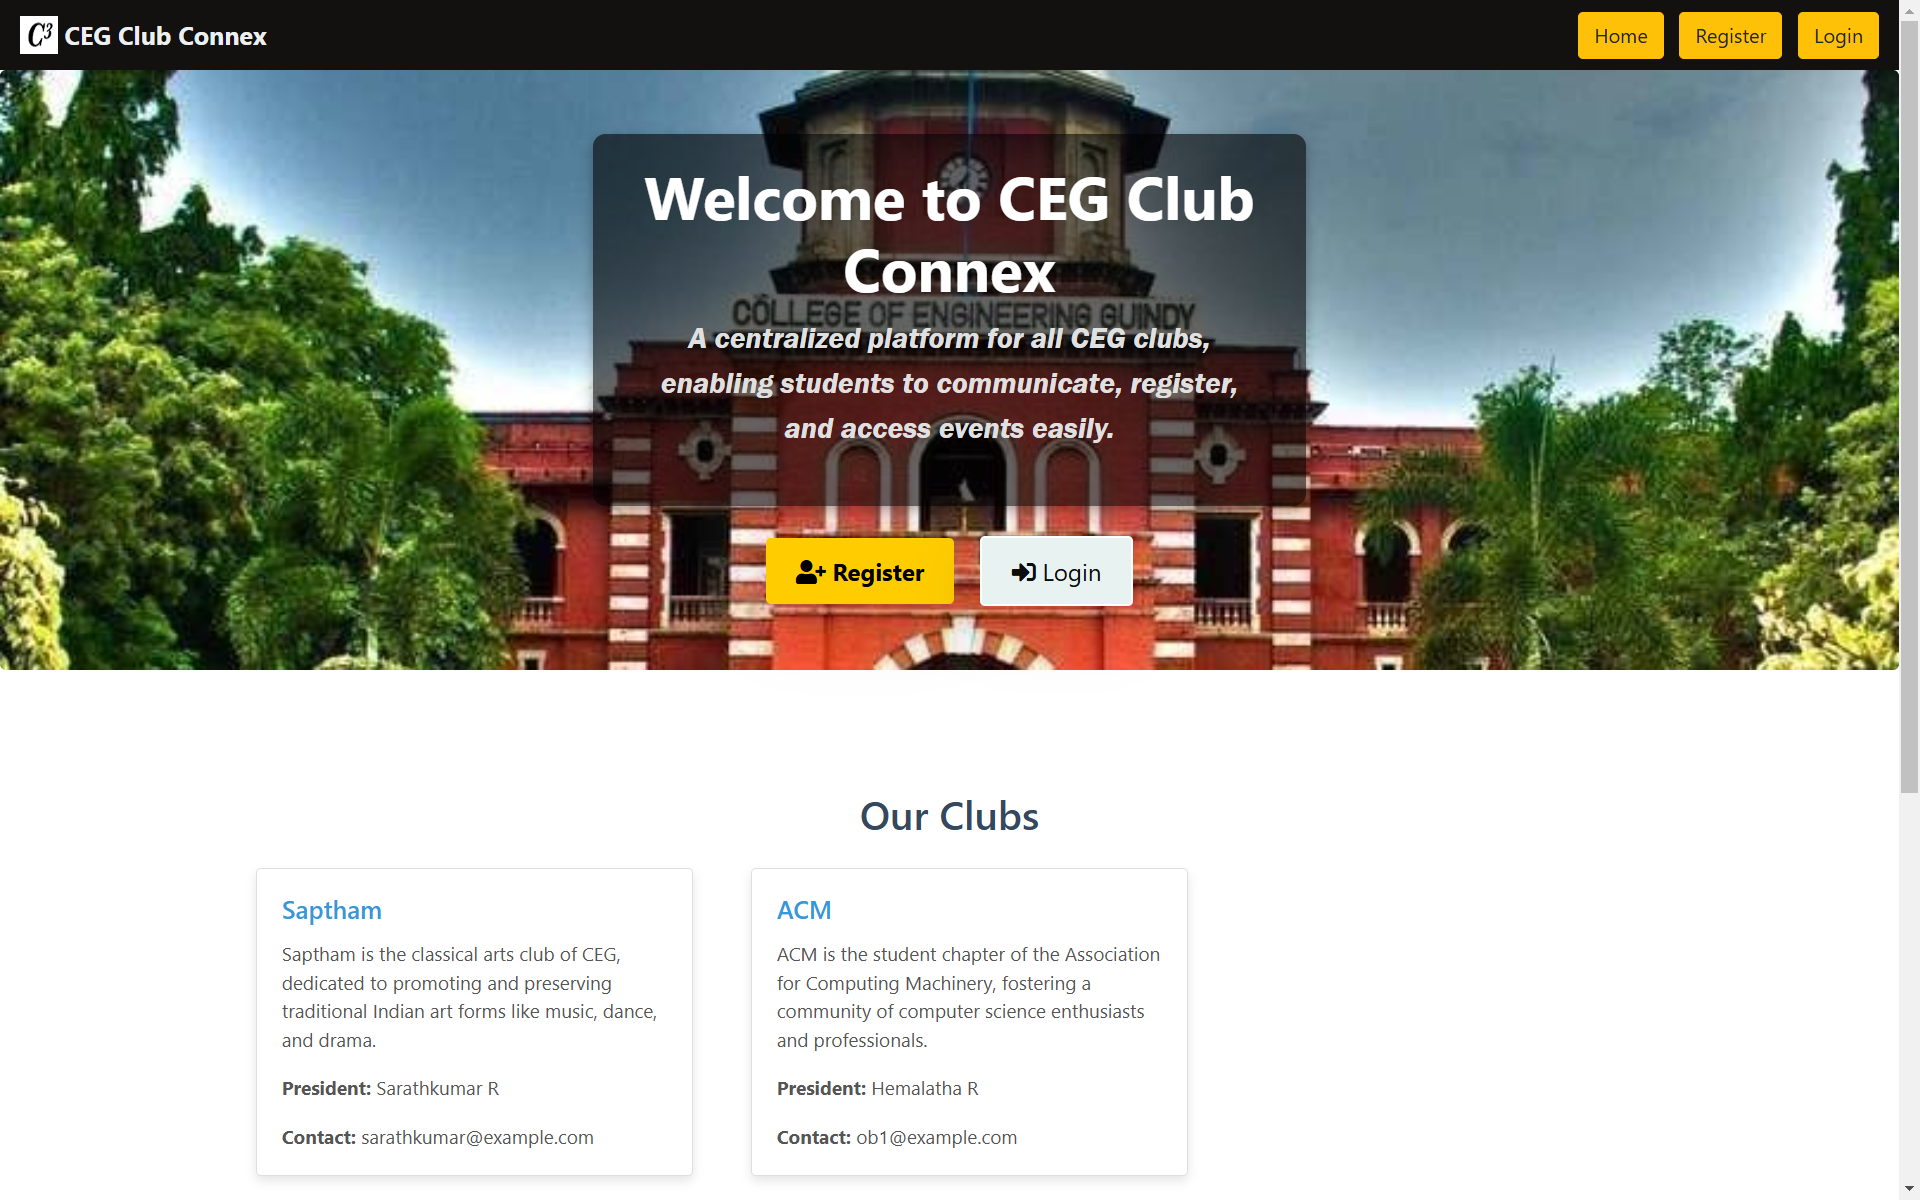 C³ CEG Club Connex
Home Register Login
Welcome to CEG Club
Connex
COLLEGE OF ENGINEERING GUINDY
A centralized platform for all CEG clubs,
enabling students to communicate, register,
and access events easily.
Register Login
Our Clubs
Saptham
Saptham is the classical arts club of CEG,
dedicated to promoting and preserving
traditional Indian art forms like music, dance,
and drama.
President: Sarathkumar R
Contact: sarathkumar@example.com
ACM
ACM is the student chapter of the Association
for Computing Machinery, fostering a
community of computer science enthusiasts
and professionals.
President: Hemalatha R
Contact: ob1@example.com